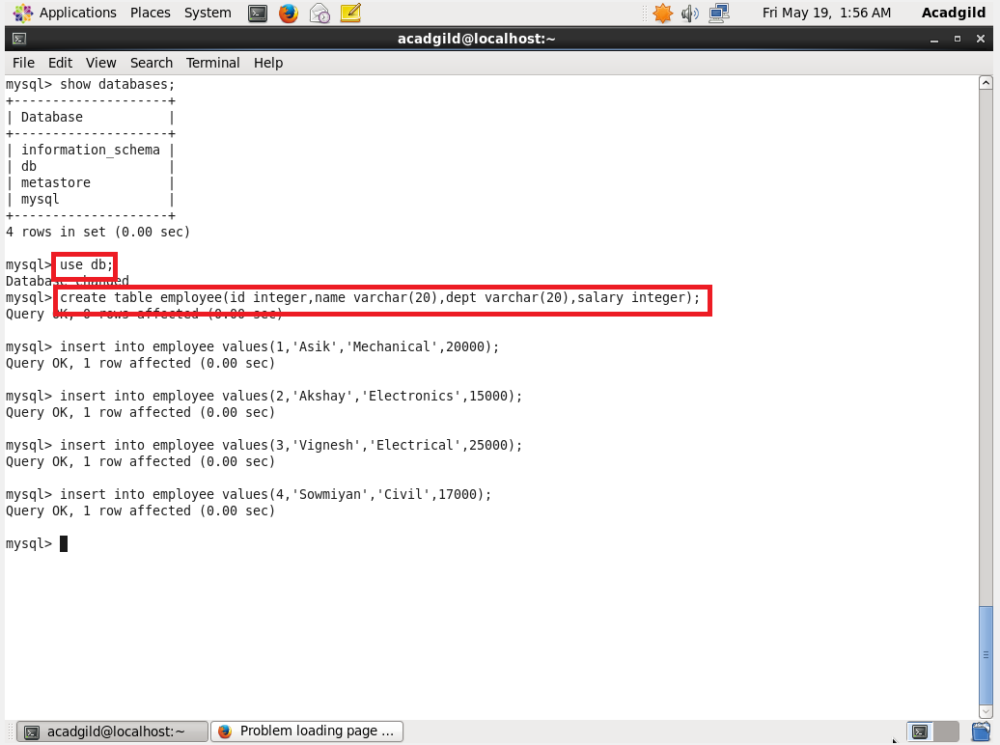 Applications Places System Fri May 19, 1:56 AM Acadgild
acadgild@localhost:~
File Edit View Search Terminal Help
mysql> show databases;
+--------------------+
| Database           |
+--------------------+
| information_schema |
| db                 |
| metastore          |
| mysql              |
+--------------------+
4 rows in set (0.00 sec)
mysql> use db;
Database changed
mysql> create table employee(id integer,name varchar(20),dept varchar(20),salary integer);
Query OK, 0 rows affected (0.00 sec)
mysql> insert into employee values(1,'Asik','Mechanical',20000);
Query OK, 1 row affected (0.00 sec)
mysql> insert into employee values(2,'Akshay','Electronics',15000);
Query OK, 1 row affected (0.00 sec)
mysql> insert into employee values(3,'Vignesh','Electrical',25000);
Query OK, 1 row affected (0.00 sec)
mysql> insert into employee values(4,'Sowmiyan','Civil',17000);
Query OK, 1 row affected (0.00 sec)
mysql>
acadgild@localhost:~ Problem loading page ...